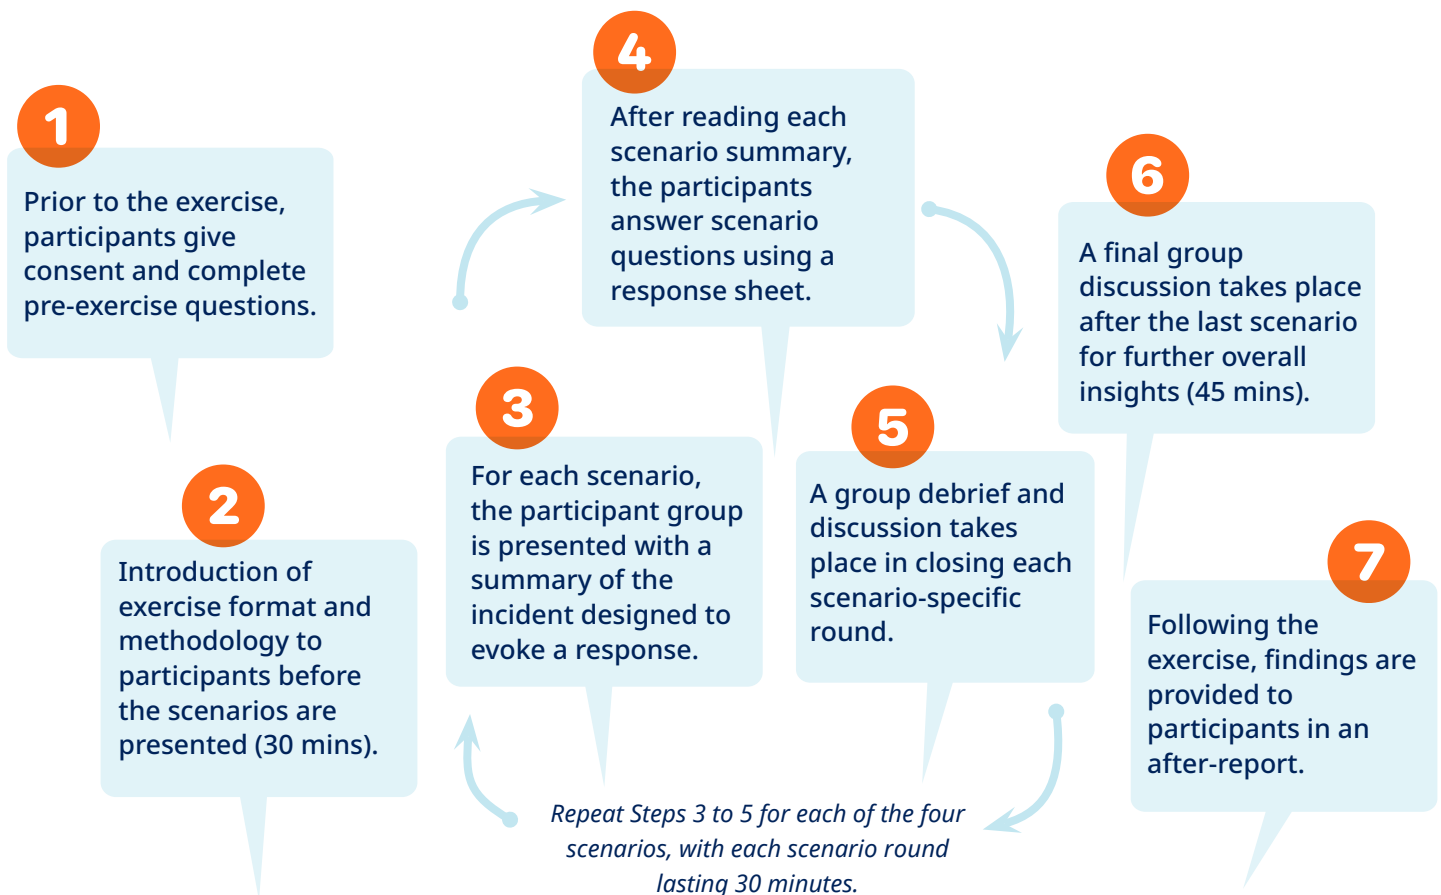 1
Prior to the exercise,
participants give
consent and complete
pre-exercise questions.
2
Introduction of
exercise format and
methodology to
participants before
the scenarios are
presented (30 mins).
3
For each scenario,
the participant group
is presented with a
summary of the
incident designed to
evoke a response.
4
After reading each
scenario summary,
the participants
answer scenario
questions using a
response sheet.
5
A group debrief and
discussion takes
place in closing each
scenario-specific
round.
Repeat Steps 3 to 5 for each of the four
scenarios, with each scenario round
lasting 30 minutes.
6
A final group
discussion takes place
after the last scenario
for further overall
insights (45 mins).
7
Following the
exercise, findings are
provided to
participants in an
after-report.